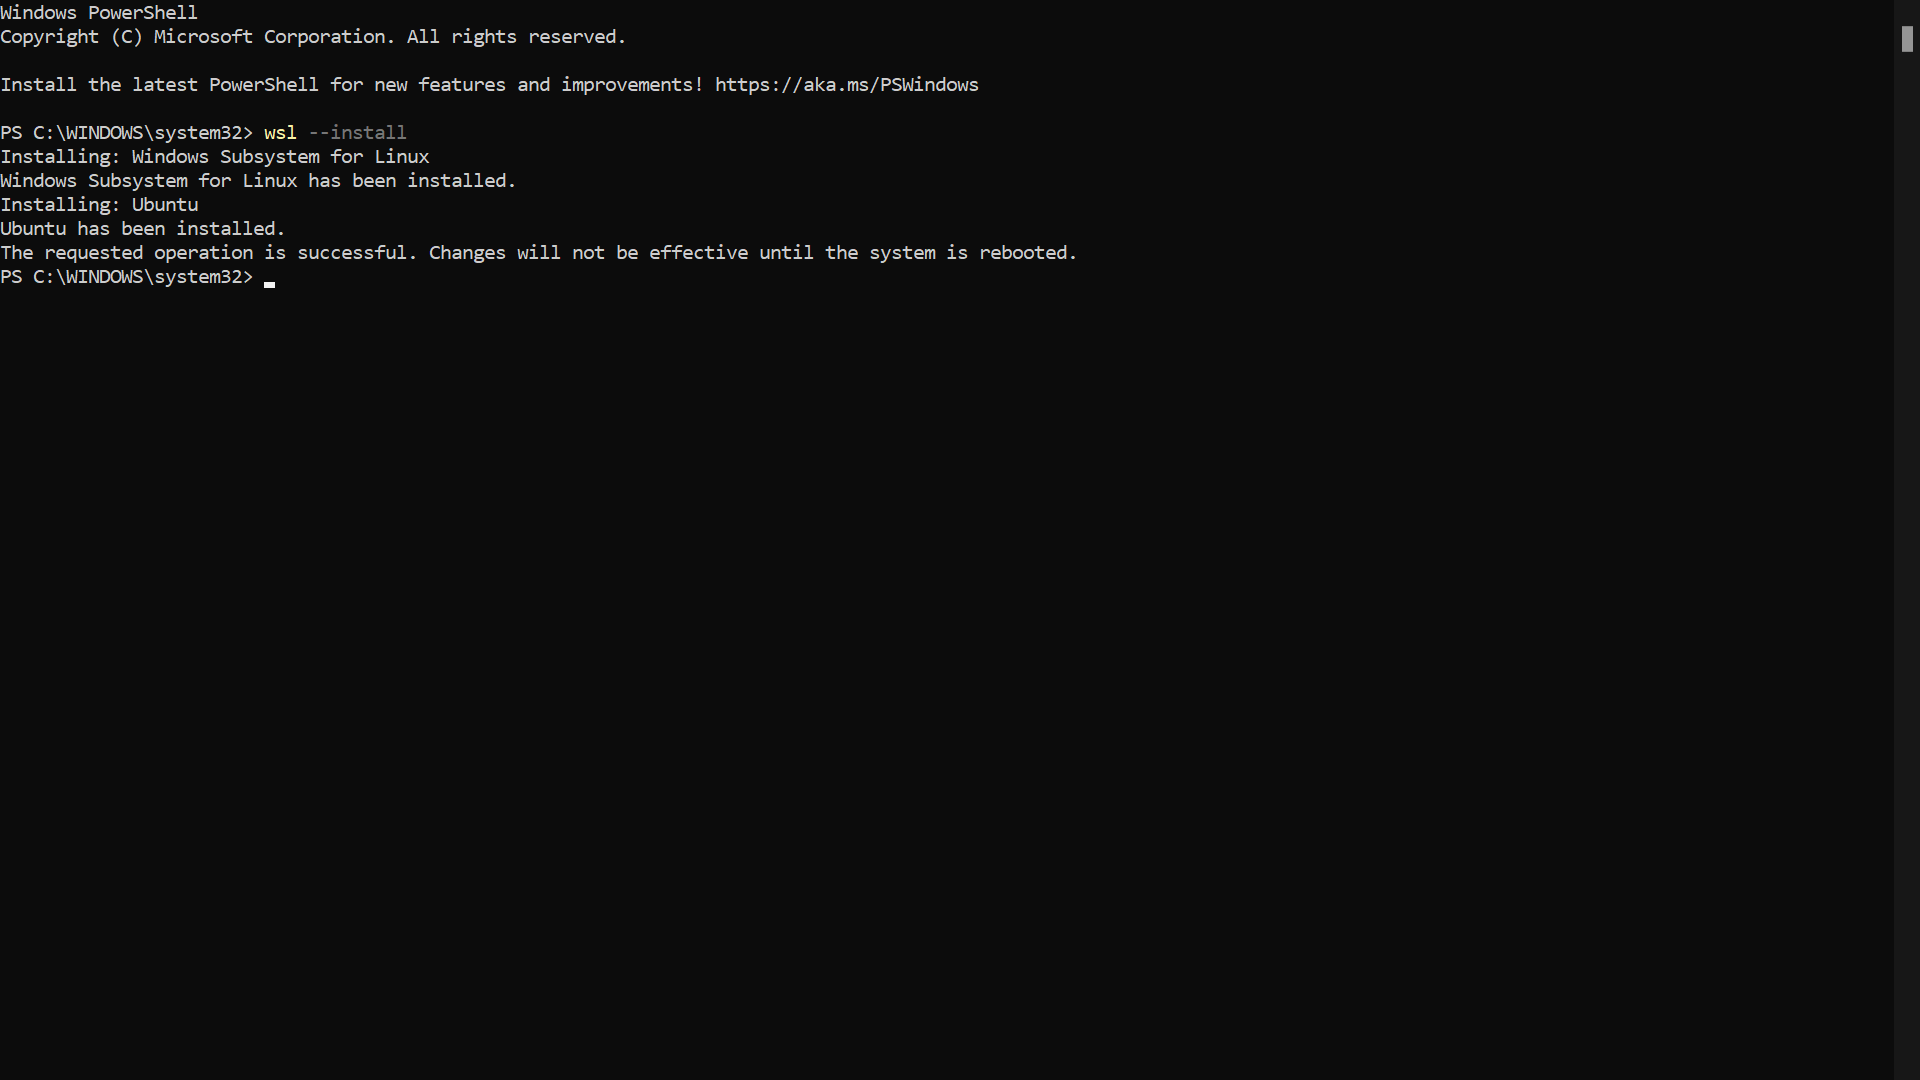 Windows PowerShell
Copyright (C) Microsoft Corporation. All rights reserved.
Install the latest PowerShell for new features and improvements! https://aka.ms/PSWindows
PS C:\WINDOWS\system32> wsl --install
Installing: Windows Subsystem for Linux
Windows Subsystem for Linux has been installed.
Installing: Ubuntu
Ubuntu has been installed.
The requested operation is successful. Changes will not be effective until the system is rebooted.
PS C:\WINDOWS\system32>